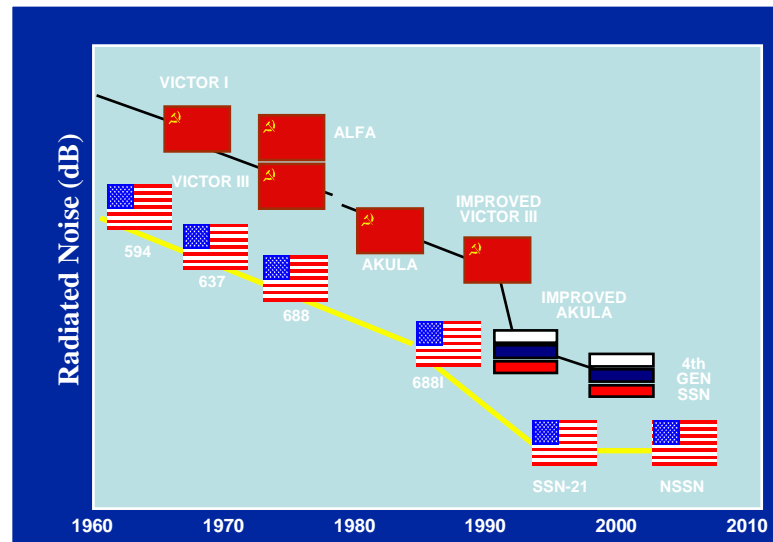 Radiated Noise (dB)
VICTOR I
ALFA
VICTOR III
IMPROVED
VICTOR III
594
637
AKULA
688
IMPROVED
AKULA
688I
4th
GEN
SSN
SSN-21
NSSN
1960
1970
1980
1990
2000
2010